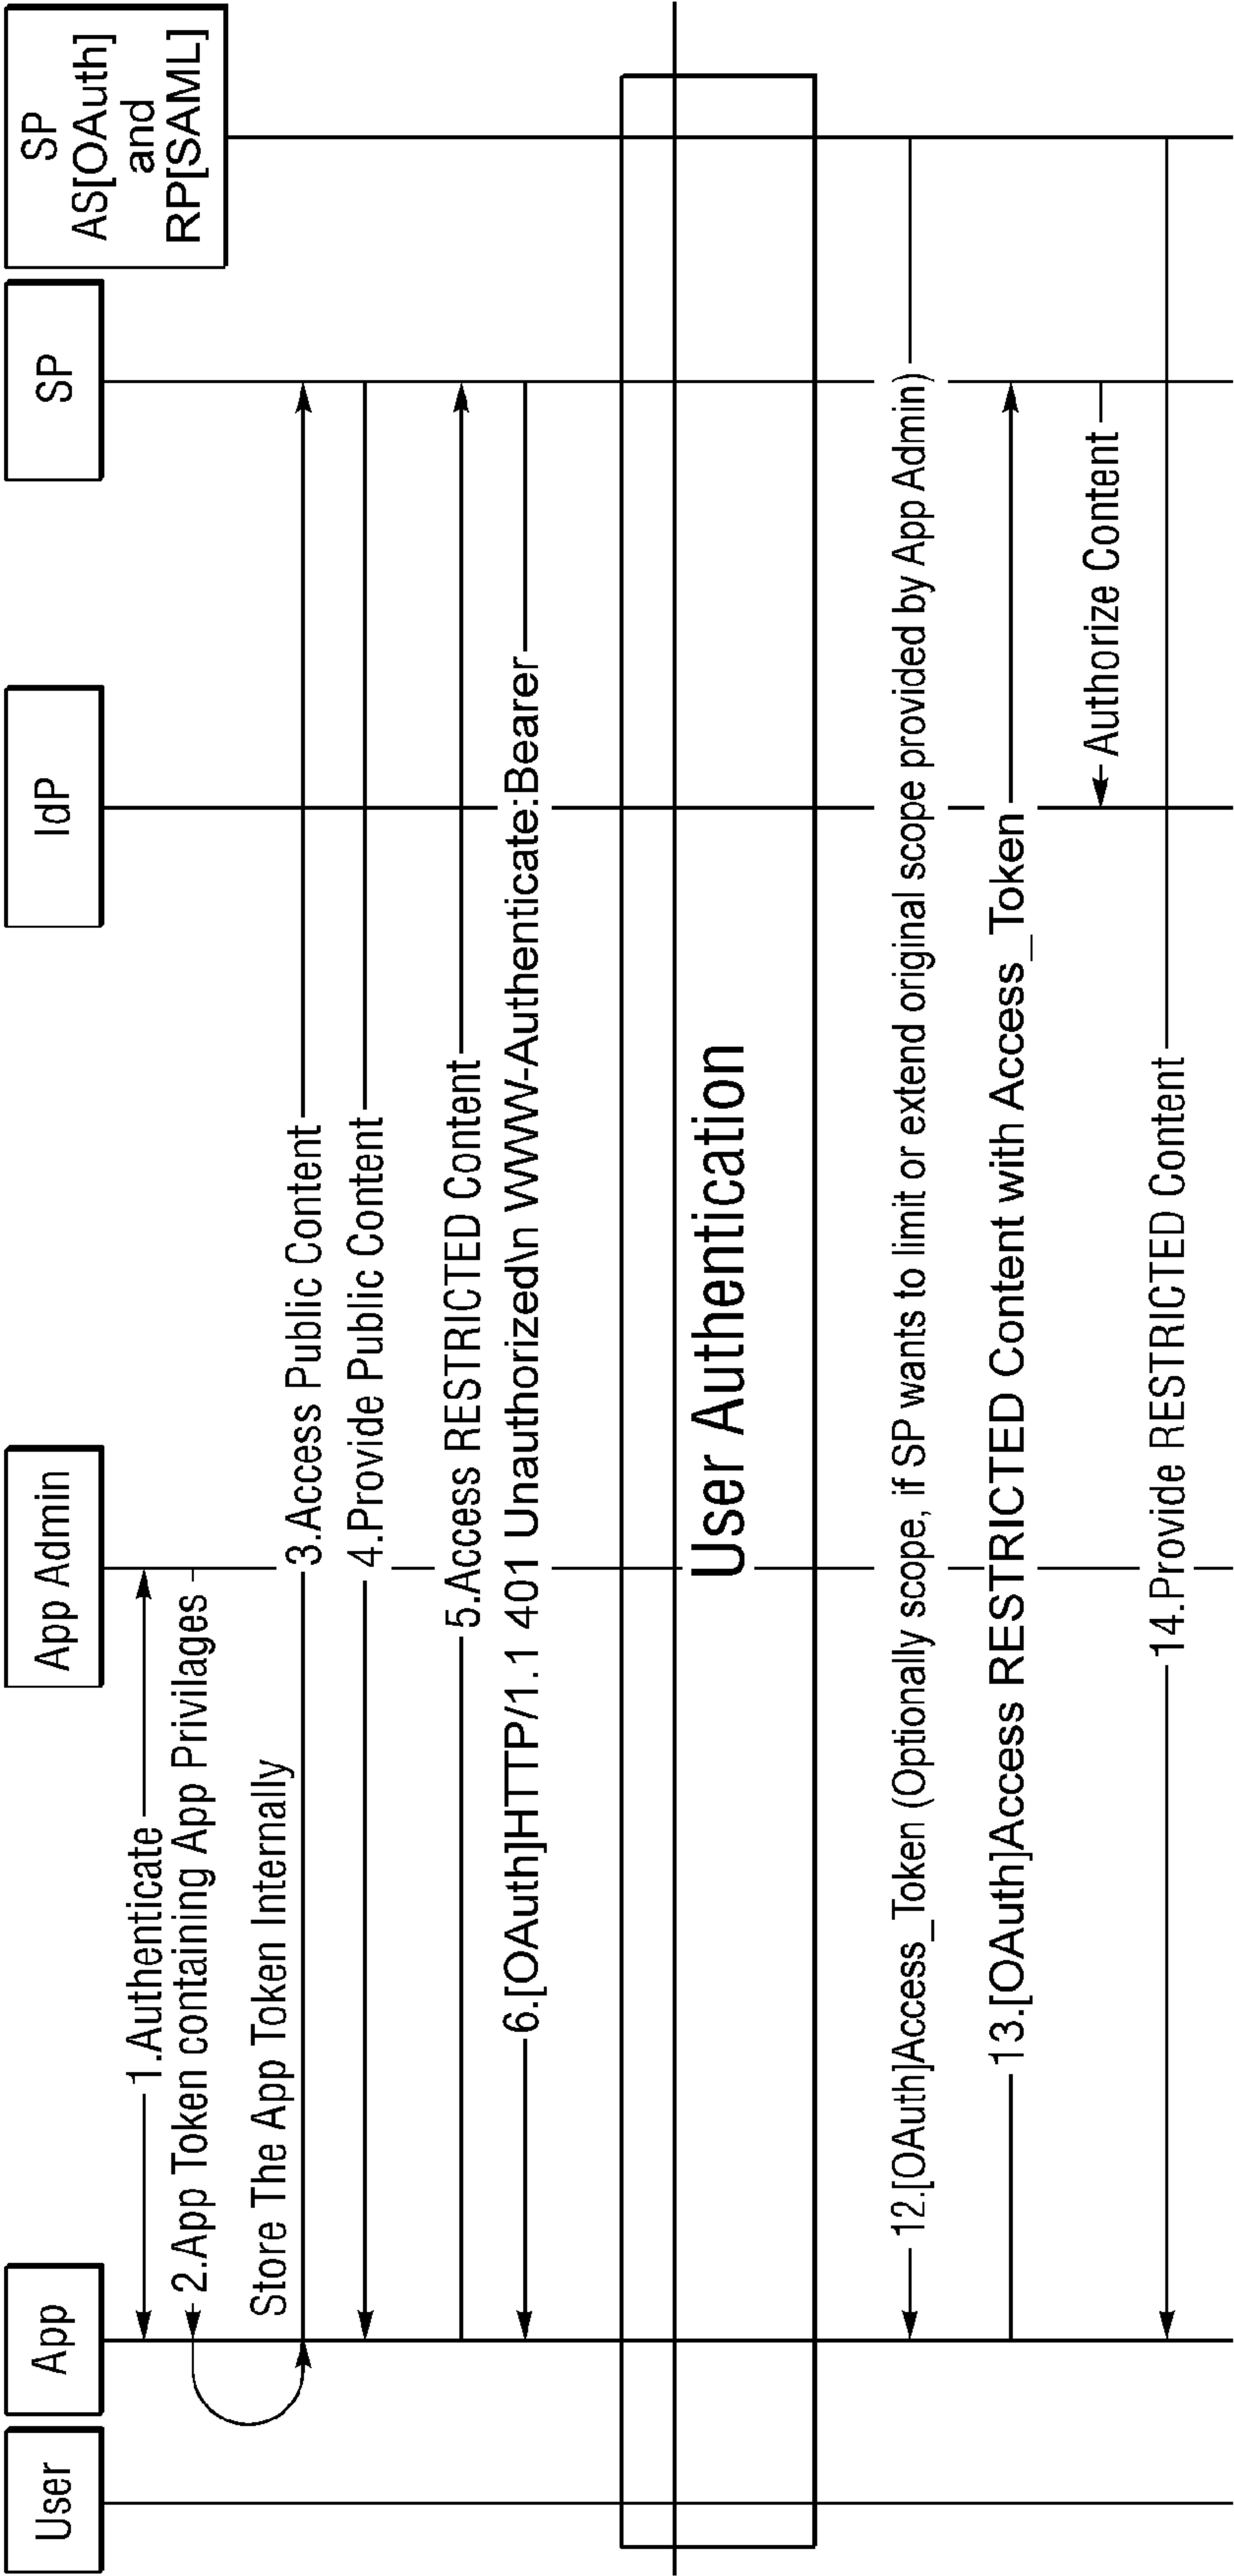 User
App
App Admin
IdP
SP
SP
AS[OAuth]
and
RP[SAML]
1.Authenticate
2.App Token containing App Privilages
Store The App Token Internally
3.Access Public Content
4.Provide Public Content
5.Access RESTRICTED Content
6.[OAuth]HTTP/1.1 401 Unauthorized\n WWW-Authenticate:Bearer
User Authentication
12.[OAuth]Access_Token (Optionally scope, if SP wants to limit or extend original scope provided by App Admin)
13.[OAuth]Access RESTRICTED Content with Access_Token
Authorize Content
14.Provide RESTRICTED Content